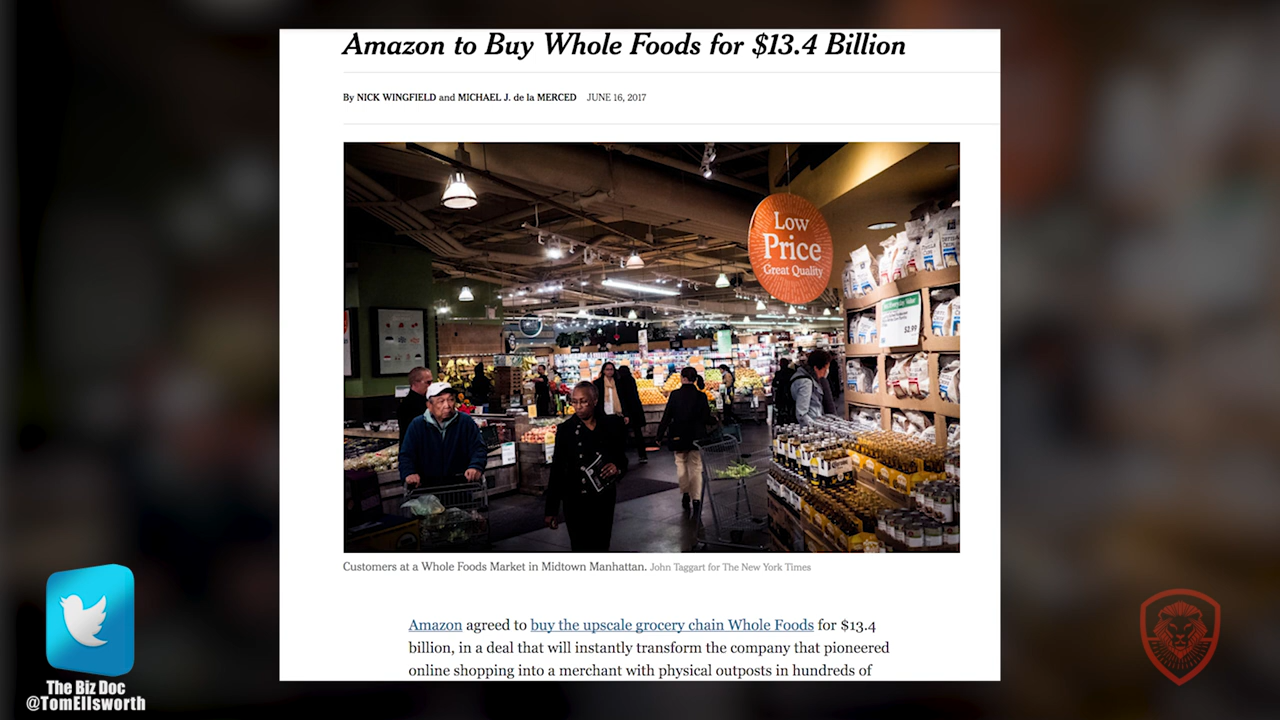 Amazon to Buy Whole Foods for $13.4 Billion
By NICK WINGFIELD and MICHAEL J. de la MERCED JUNE 16, 2017
Low
Price
Great Quality
$2.99
Customers at a Whole Foods Market in Midtown Manhattan. John Taggart for The New York Times
Amazon agreed to buy the upscale grocery chain Whole Foods for $13.4
billion, in a deal that will instantly transform the company that pioneered
online shopping into a merchant with physical outposts in hundreds of
The Biz Doc
@TomEllsworth